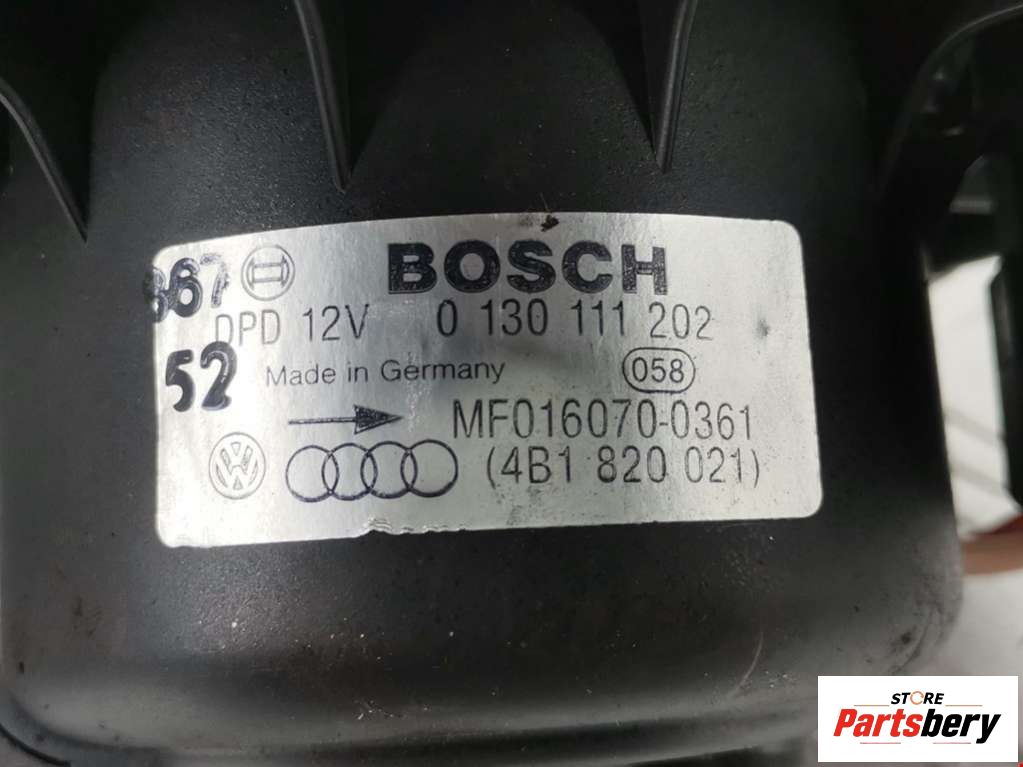 BOSCH
367
DPD 12V 0 130 111 202
52
Made in Germany 058
MF016070-0361
(4B1 820 021)
STORE
Partsbery